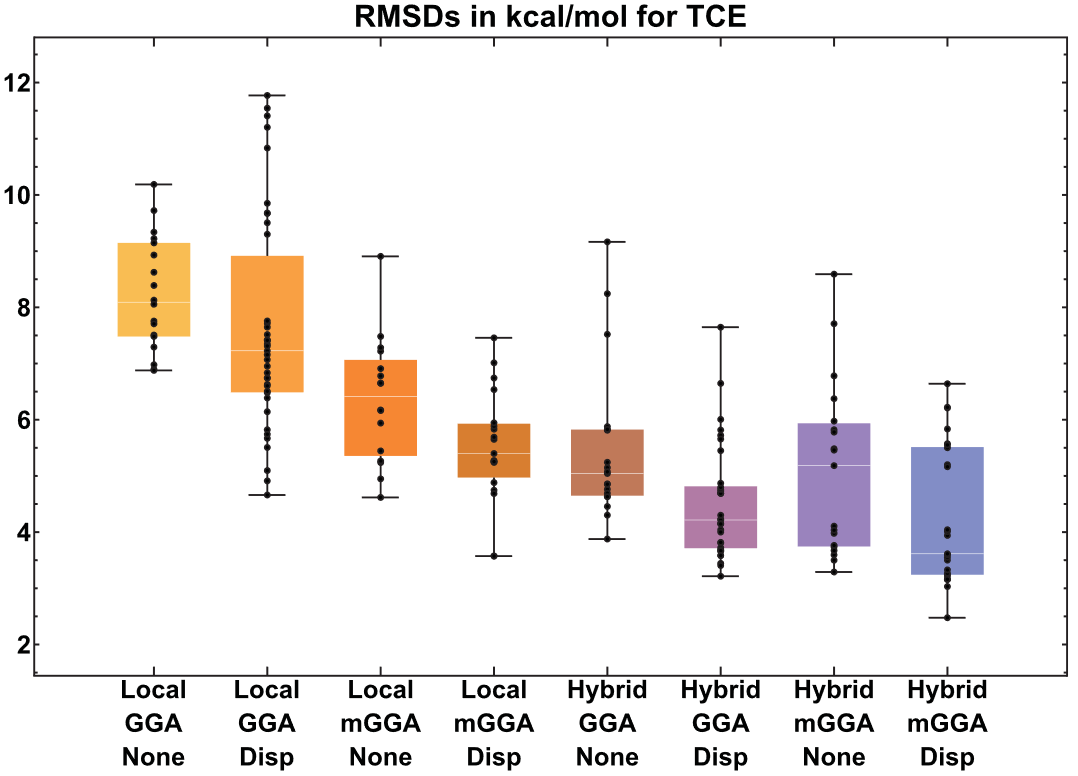 RMSDs in kcal/mol for TCE
12
10
8
6
4
2
Local Local Local Local Hybrid Hybrid Hybrid Hybrid
GGA GGA mGGA mGGA GGA GGA mGGA mGGA
None Disp None Disp None Disp None Disp